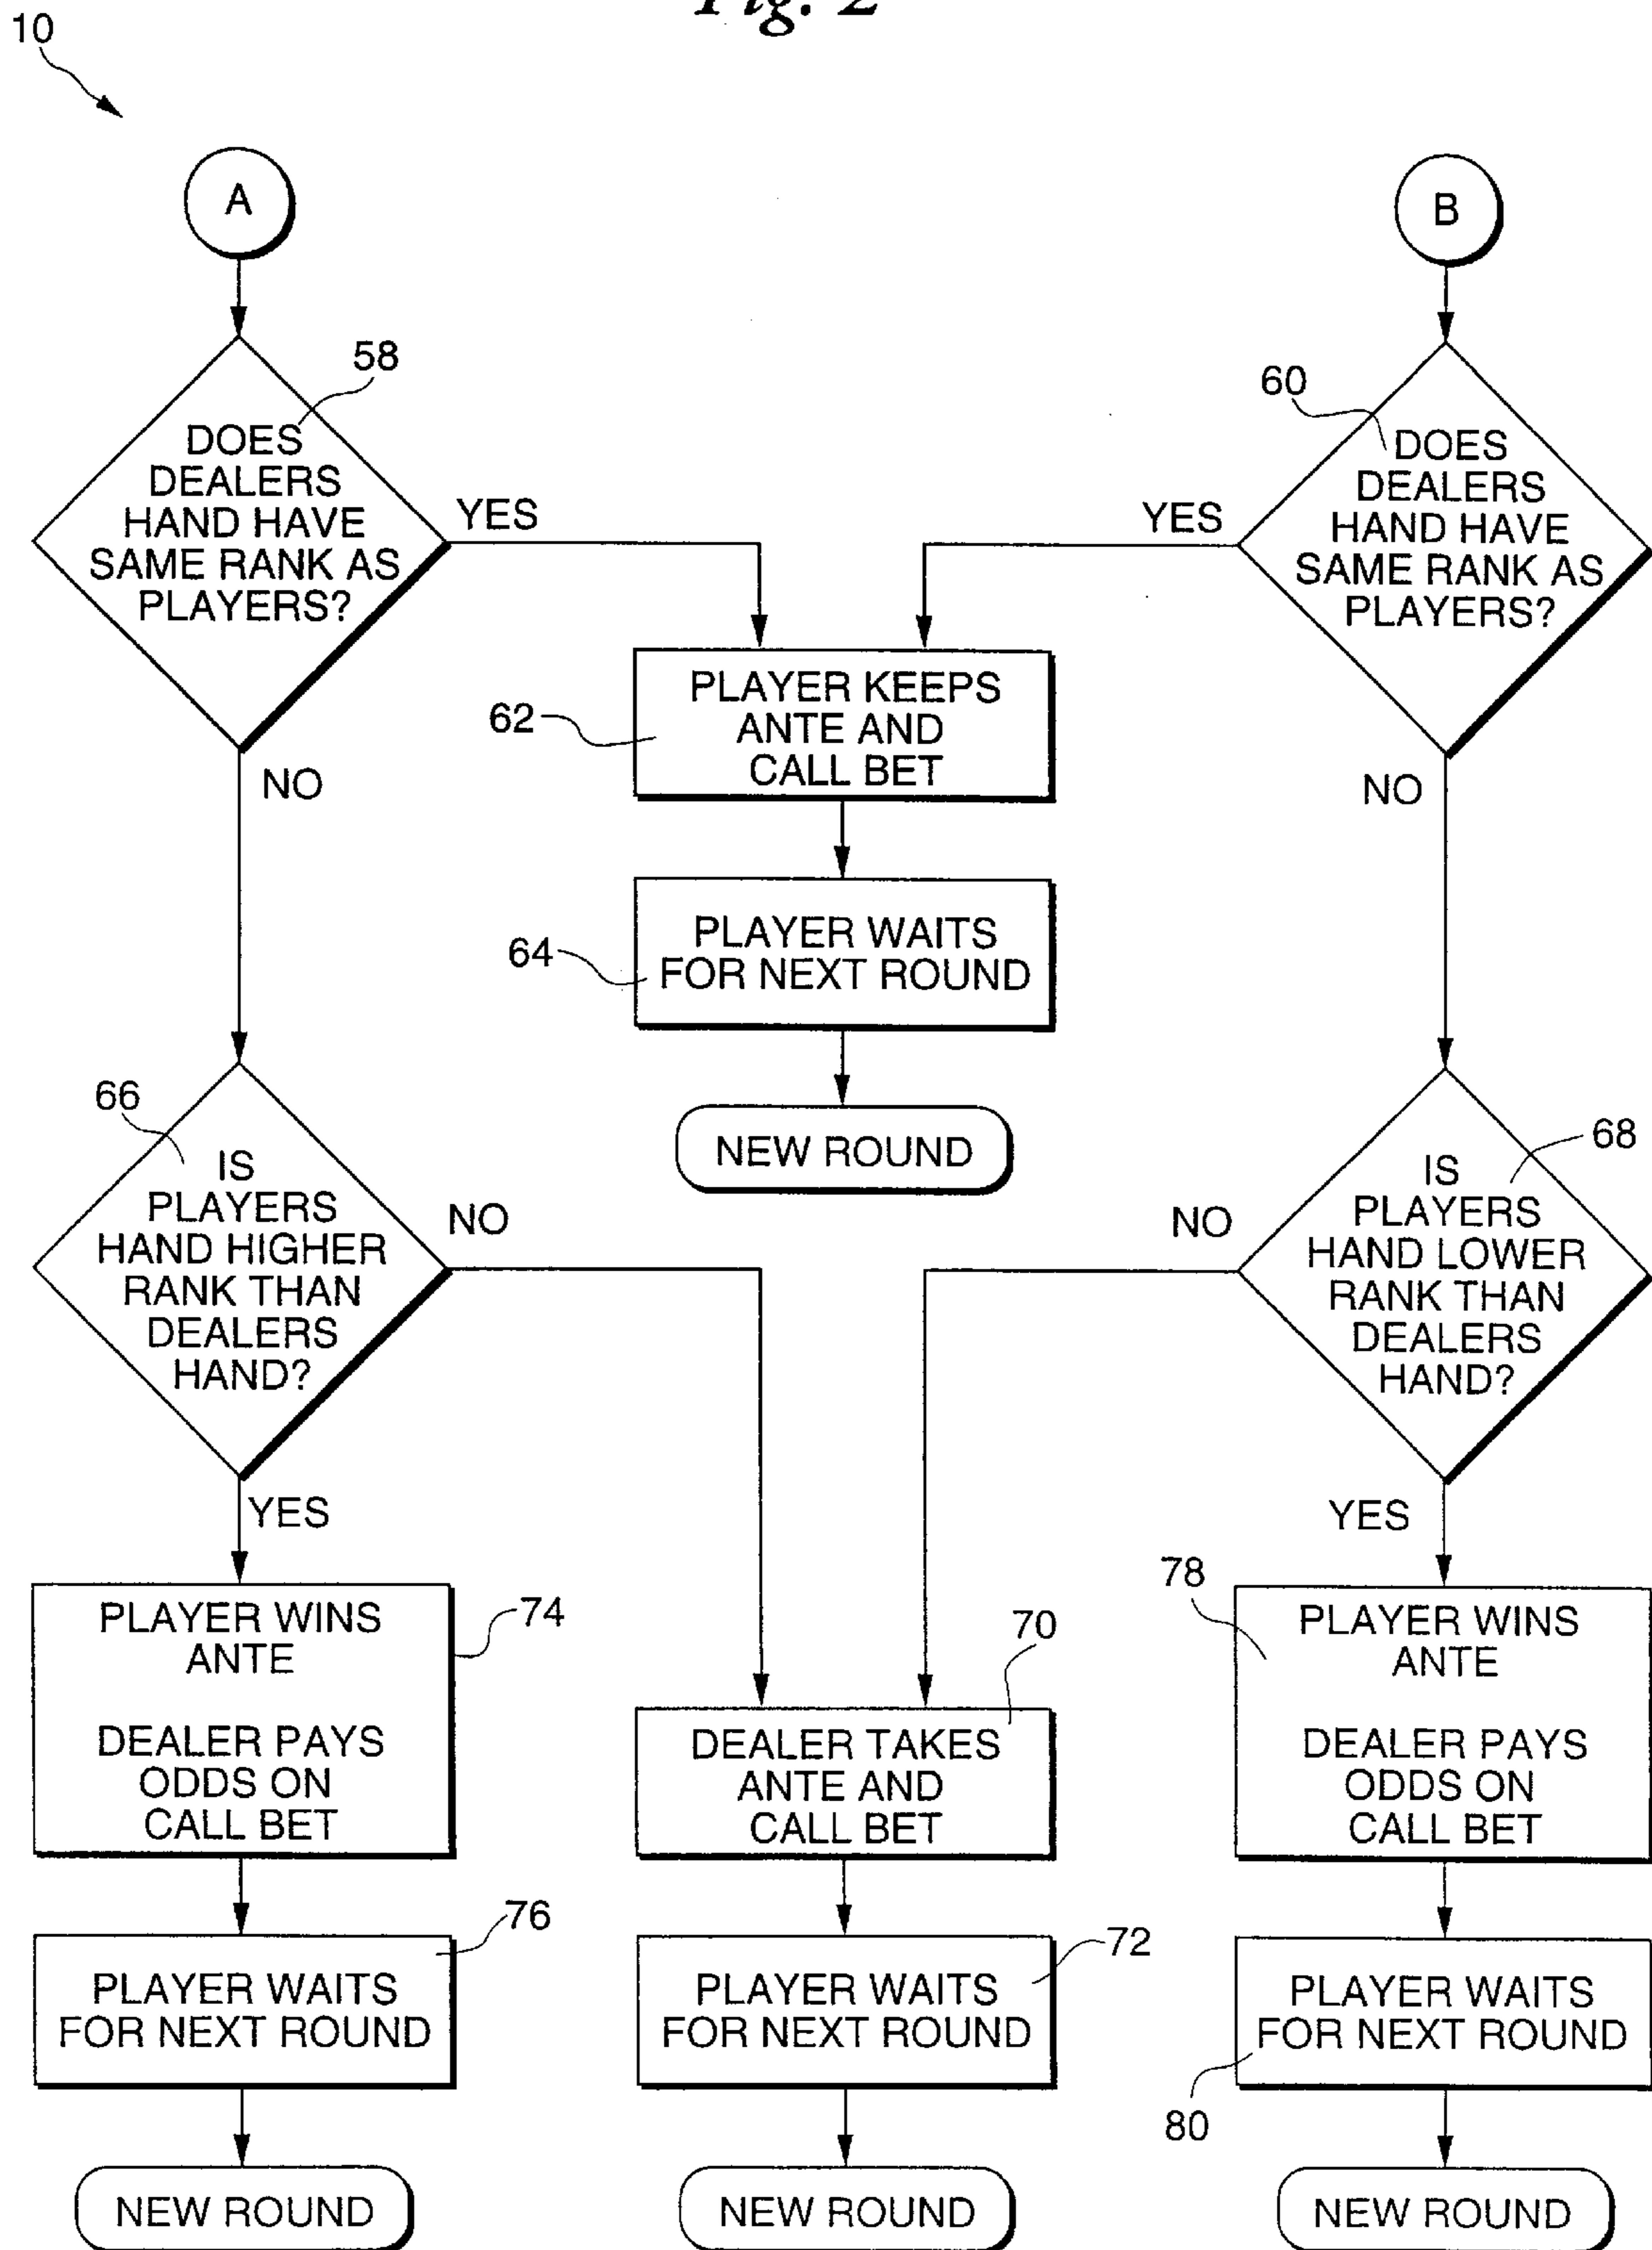 Fig. 2
10
A
B
58
DOES
DEALERS
HAND HAVE
SAME RANK AS
PLAYERS?
YES
NO
60
DOES
DEALERS
HAND HAVE
SAME RANK AS
PLAYERS?
YES
NO
62
PLAYER KEEPS
ANTE AND
CALL BET
64
PLAYER WAITS
FOR NEXT ROUND
NEW ROUND
66
IS
PLAYERS
HAND HIGHER
RANK THAN
DEALERS
HAND?
NO
YES
68
IS
PLAYERS
HAND LOWER
RANK THAN
DEALERS
HAND?
NO
YES
74
PLAYER WINS
ANTE
DEALER PAYS
ODDS ON
CALL BET
70
DEALER TAKES
ANTE AND
CALL BET
78
PLAYER WINS
ANTE
DEALER PAYS
ODDS ON
CALL BET
76
PLAYER WAITS
FOR NEXT ROUND
72
PLAYER WAITS
FOR NEXT ROUND
PLAYER WAITS
FOR NEXT ROUND
80
NEW ROUND
NEW ROUND
NEW ROUND